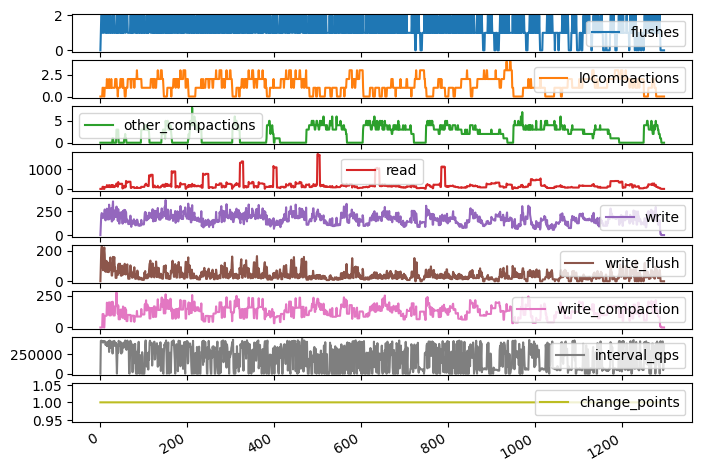 2
0
flushes
2.5
0.0
l0compactions
5
0
other_compactions
1000
0
read
250
0
write
200
0
write_flush
250
0
write_compaction
250000
0
interval_qps
1.05
1.00
0.95
change_points
0 200 400 600 800 1000 1200